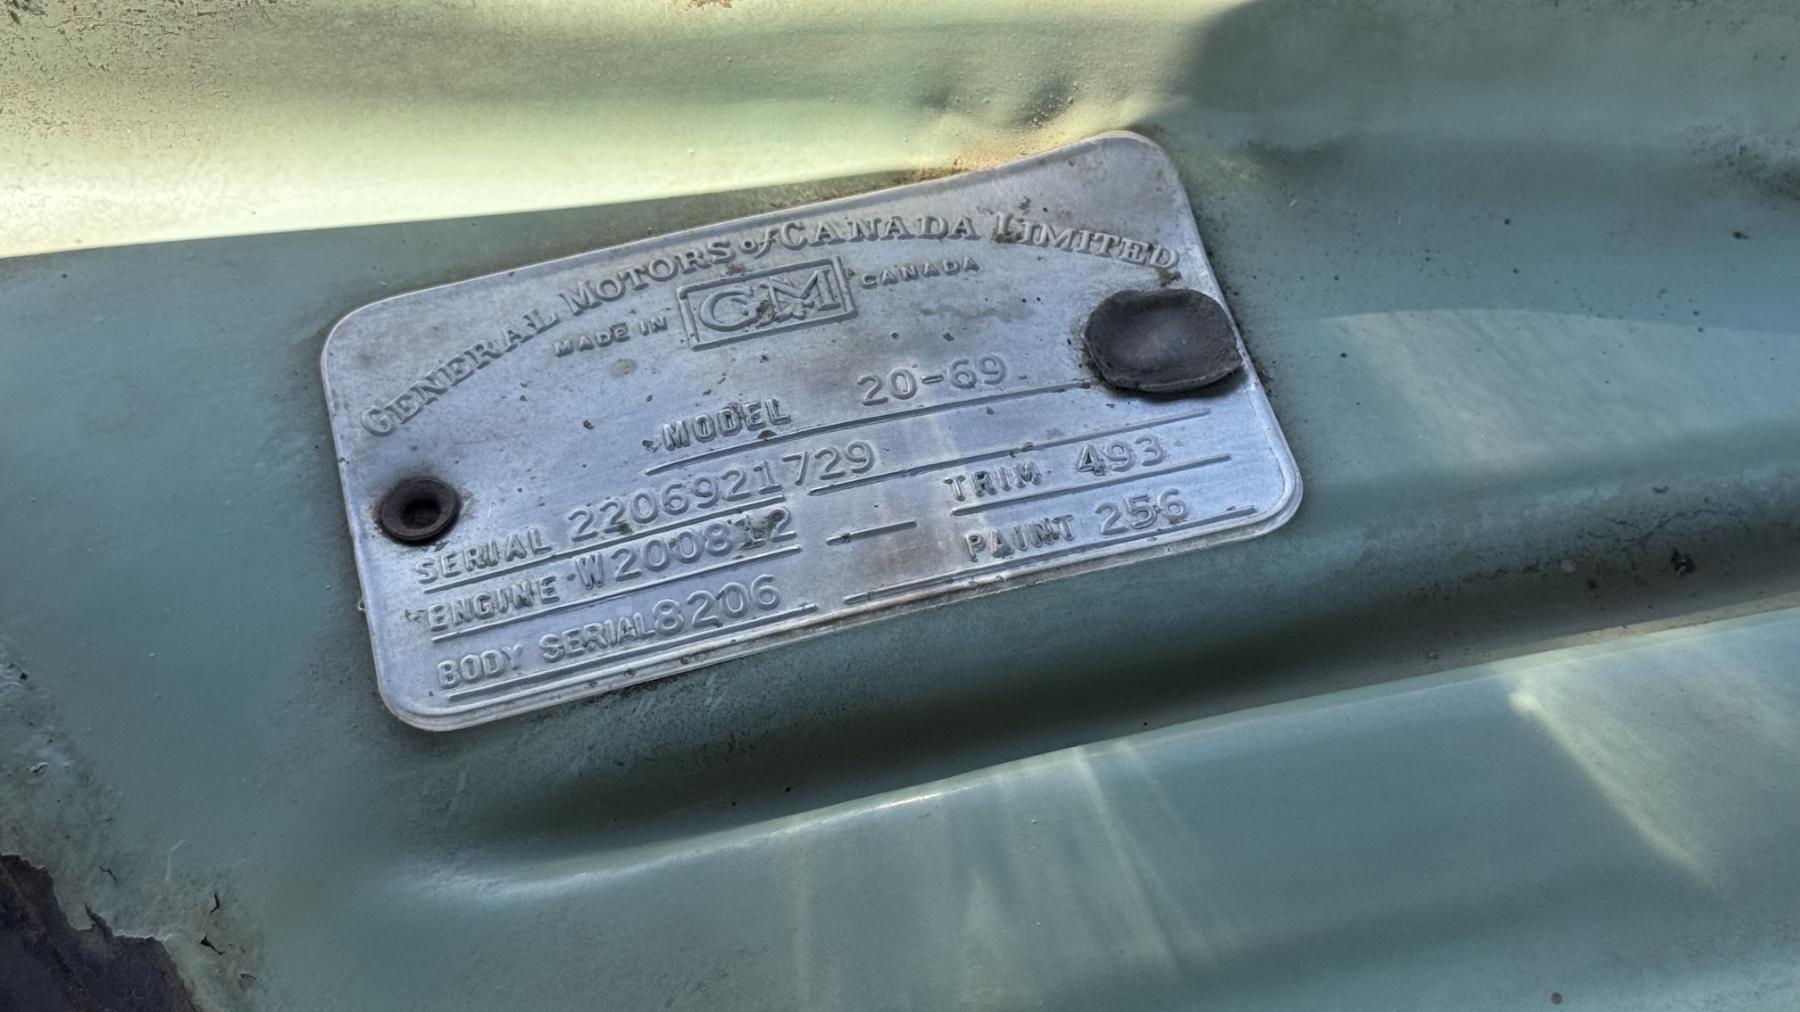 GENERAL MOTORS of CANADA LIMITED
MADE IN GM CANADA
MODEL 20-69
SERIAL 2206921729
TRIM 493
ENGINE W200812
PAINT 256
BODY SERIAL 8206